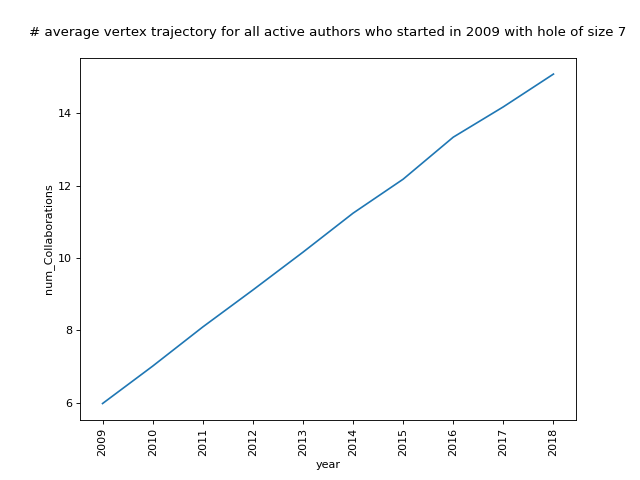 # average vertex trajectory for all active authors who started in 2009 with hole of size 7
14
12
10
8
6
num_Collaborations
2009 2010 2011 2012 2013 2014 2015 2016 2017 2018
year